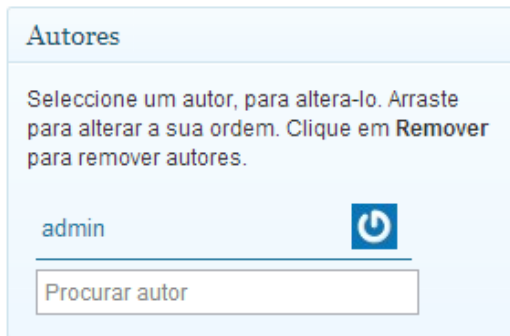 Autores
Seleccione um autor, para altera-lo. Arraste
para alterar a sua ordem. Clique em Remover
para remover autores.
admin
Procurar autor